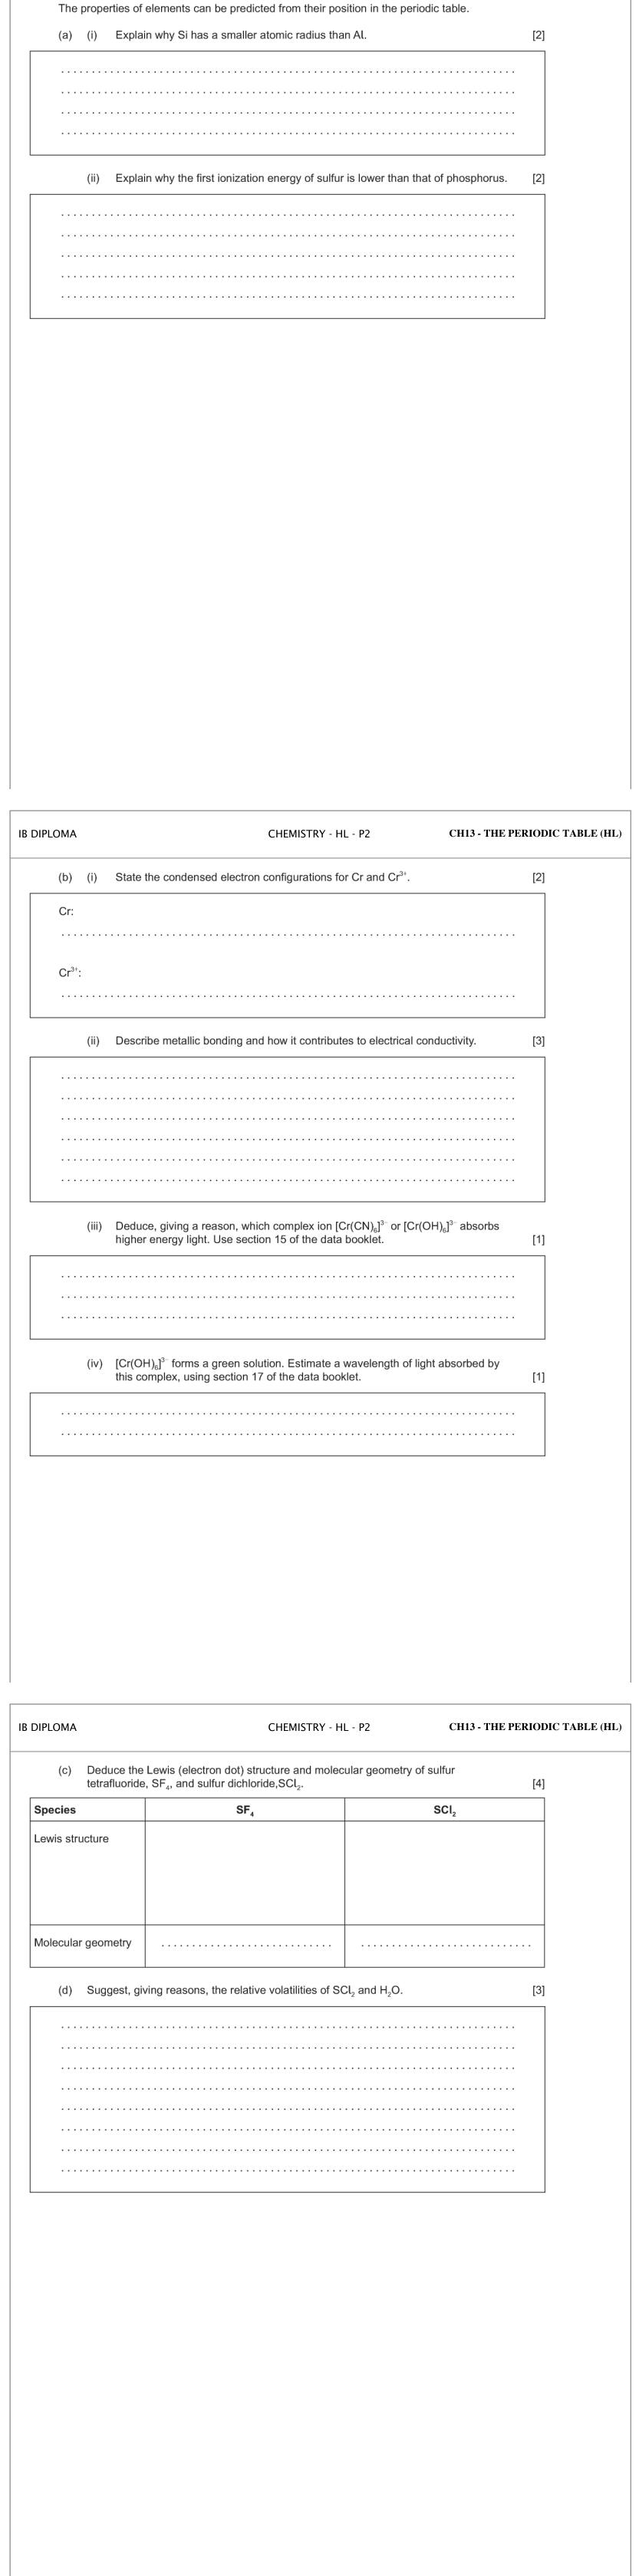 The properties of elements can be predicted from their position in the periodic table.
(a) (i) Explain why Si has a smaller atomic radius than Al. [2]
(ii) Explain why the first ionization energy of sulfur is lower than that of phosphorus. [2]
IB DIPLOMA CHEMISTRY - HL - P2 CH13 - THE PERIODIC TABLE (HL)
(b) (i) State the condensed electron configurations for Cr and Cr³⁺. [2]
Cr:
Cr³⁺:
(ii) Describe metallic bonding and how it contributes to electrical conductivity. [3]
(iii) Deduce, giving a reason, which complex ion [Cr(CN)₆]³⁻ or [Cr(OH)₆]³⁻ absorbs
higher energy light. Use section 15 of the data booklet. [1]
(iv) [Cr(OH)₆]³⁻ forms a green solution. Estimate a wavelength of light absorbed by
this complex, using section 17 of the data booklet. [1]
IB DIPLOMA CHEMISTRY - HL - P2 CH13 - THE PERIODIC TABLE (HL)
(c) Deduce the Lewis (electron dot) structure and molecular geometry of sulfur
tetrafluoride, SF₄, and sulfur dichloride,SCl₂. [4]
Species SF₄ SCl₂
Lewis structure
Molecular geometry
(d) Suggest, giving reasons, the relative volatilities of SCl₂ and H₂O. [3]